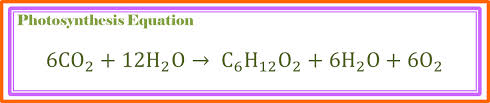 Photosynthesis Equation
6CO₂ + 12H₂O → C₆H₁₂O₂ + 6H₂O + 6O₂